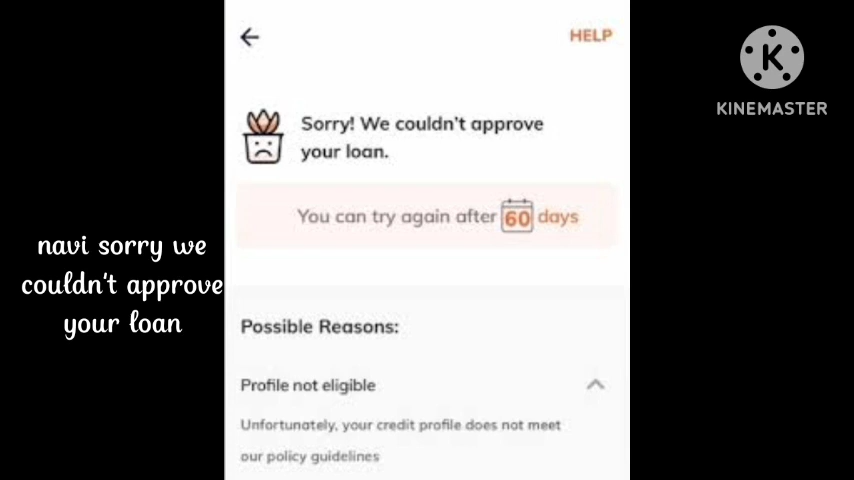 HELP
KINEMASTER
Sorry! We couldn't approve
your loan.
You can try again after 60 days
navi sorry we
couldn't approve
your loan
Possible Reasons:
Profile not eligible
Unfortunately, your credit profile does not meet
our policy guidelines